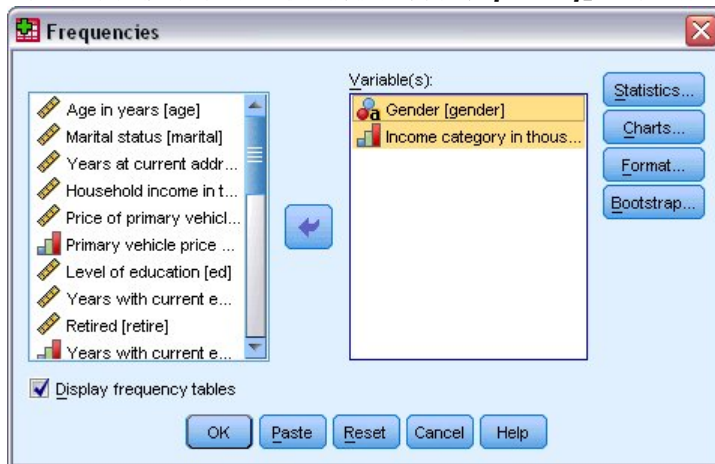 Frequencies
Age in years [age]
Marital status [marital]
Years at current addr...
Household income in t...
Price of primary vehicl...
Primary vehicle price ...
Level of education [ed]
Years with current e...
Retired [retire]
Years with current e...
Variable(s):
Gender [gender]
Income category in thous...
Statistics...
Charts...
Format...
Bootstrap...
Display frequency tables
OK
Paste
Reset
Cancel
Help